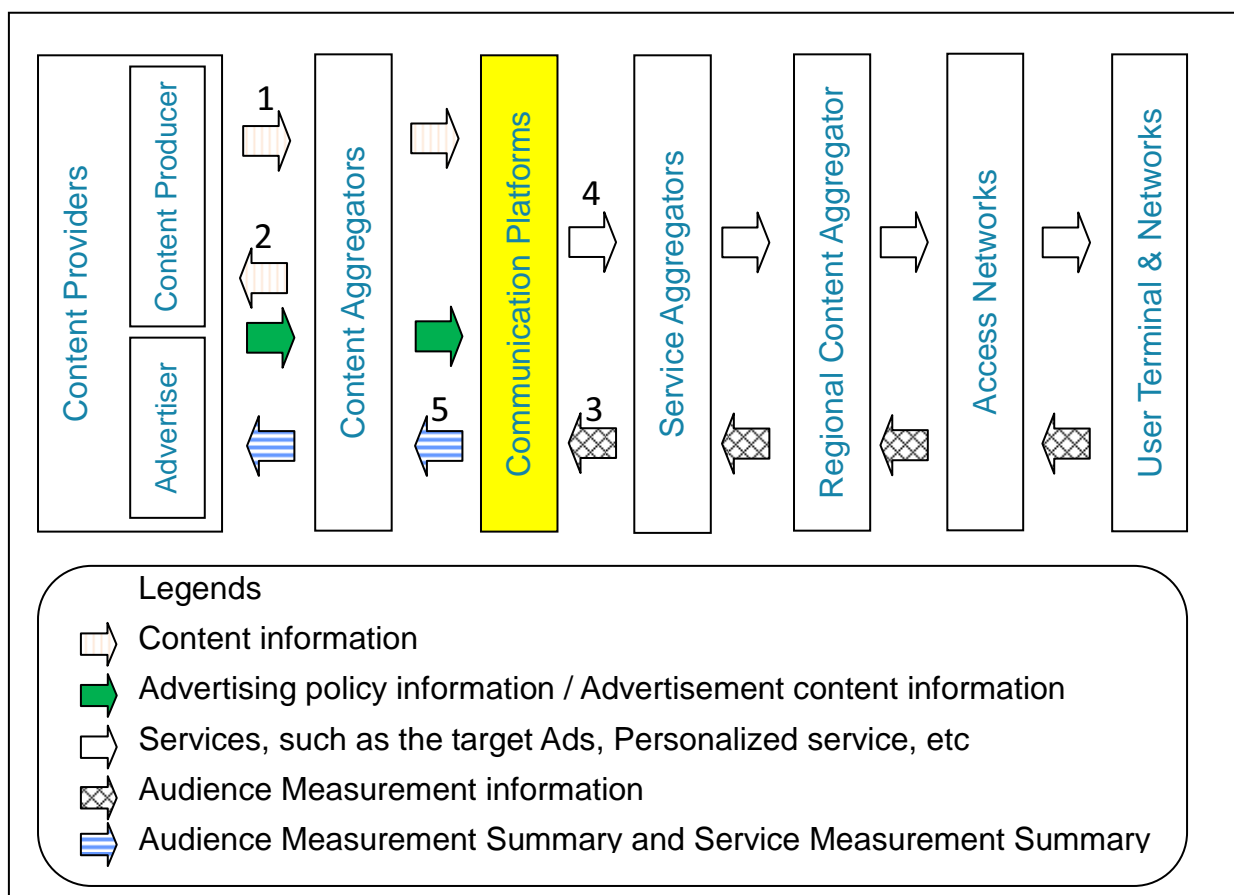 Content Providers
Content Producer
Advertiser
1
2
Content Aggregators
5
Communication Platforms
4
3
Service Aggregators
Regional Content Aggregator
Access Networks
User Terminal & Networks
Legends
Content information
Advertising policy information / Advertisement content information
Services, such as the target Ads, Personalized service, etc
Audience Measurement information
Audience Measurement Summary and Service Measurement Summary